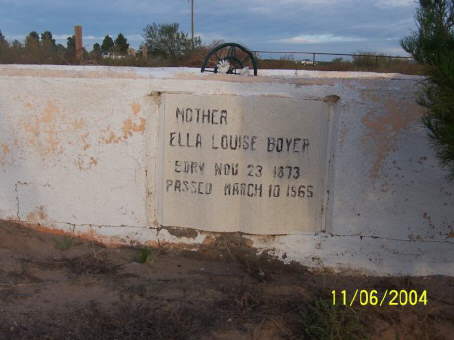 MOTHER
ELLA LOUISE BOYER
BORN NOV 23 1873
PASSED MARCH 10 1965
11/06/2004